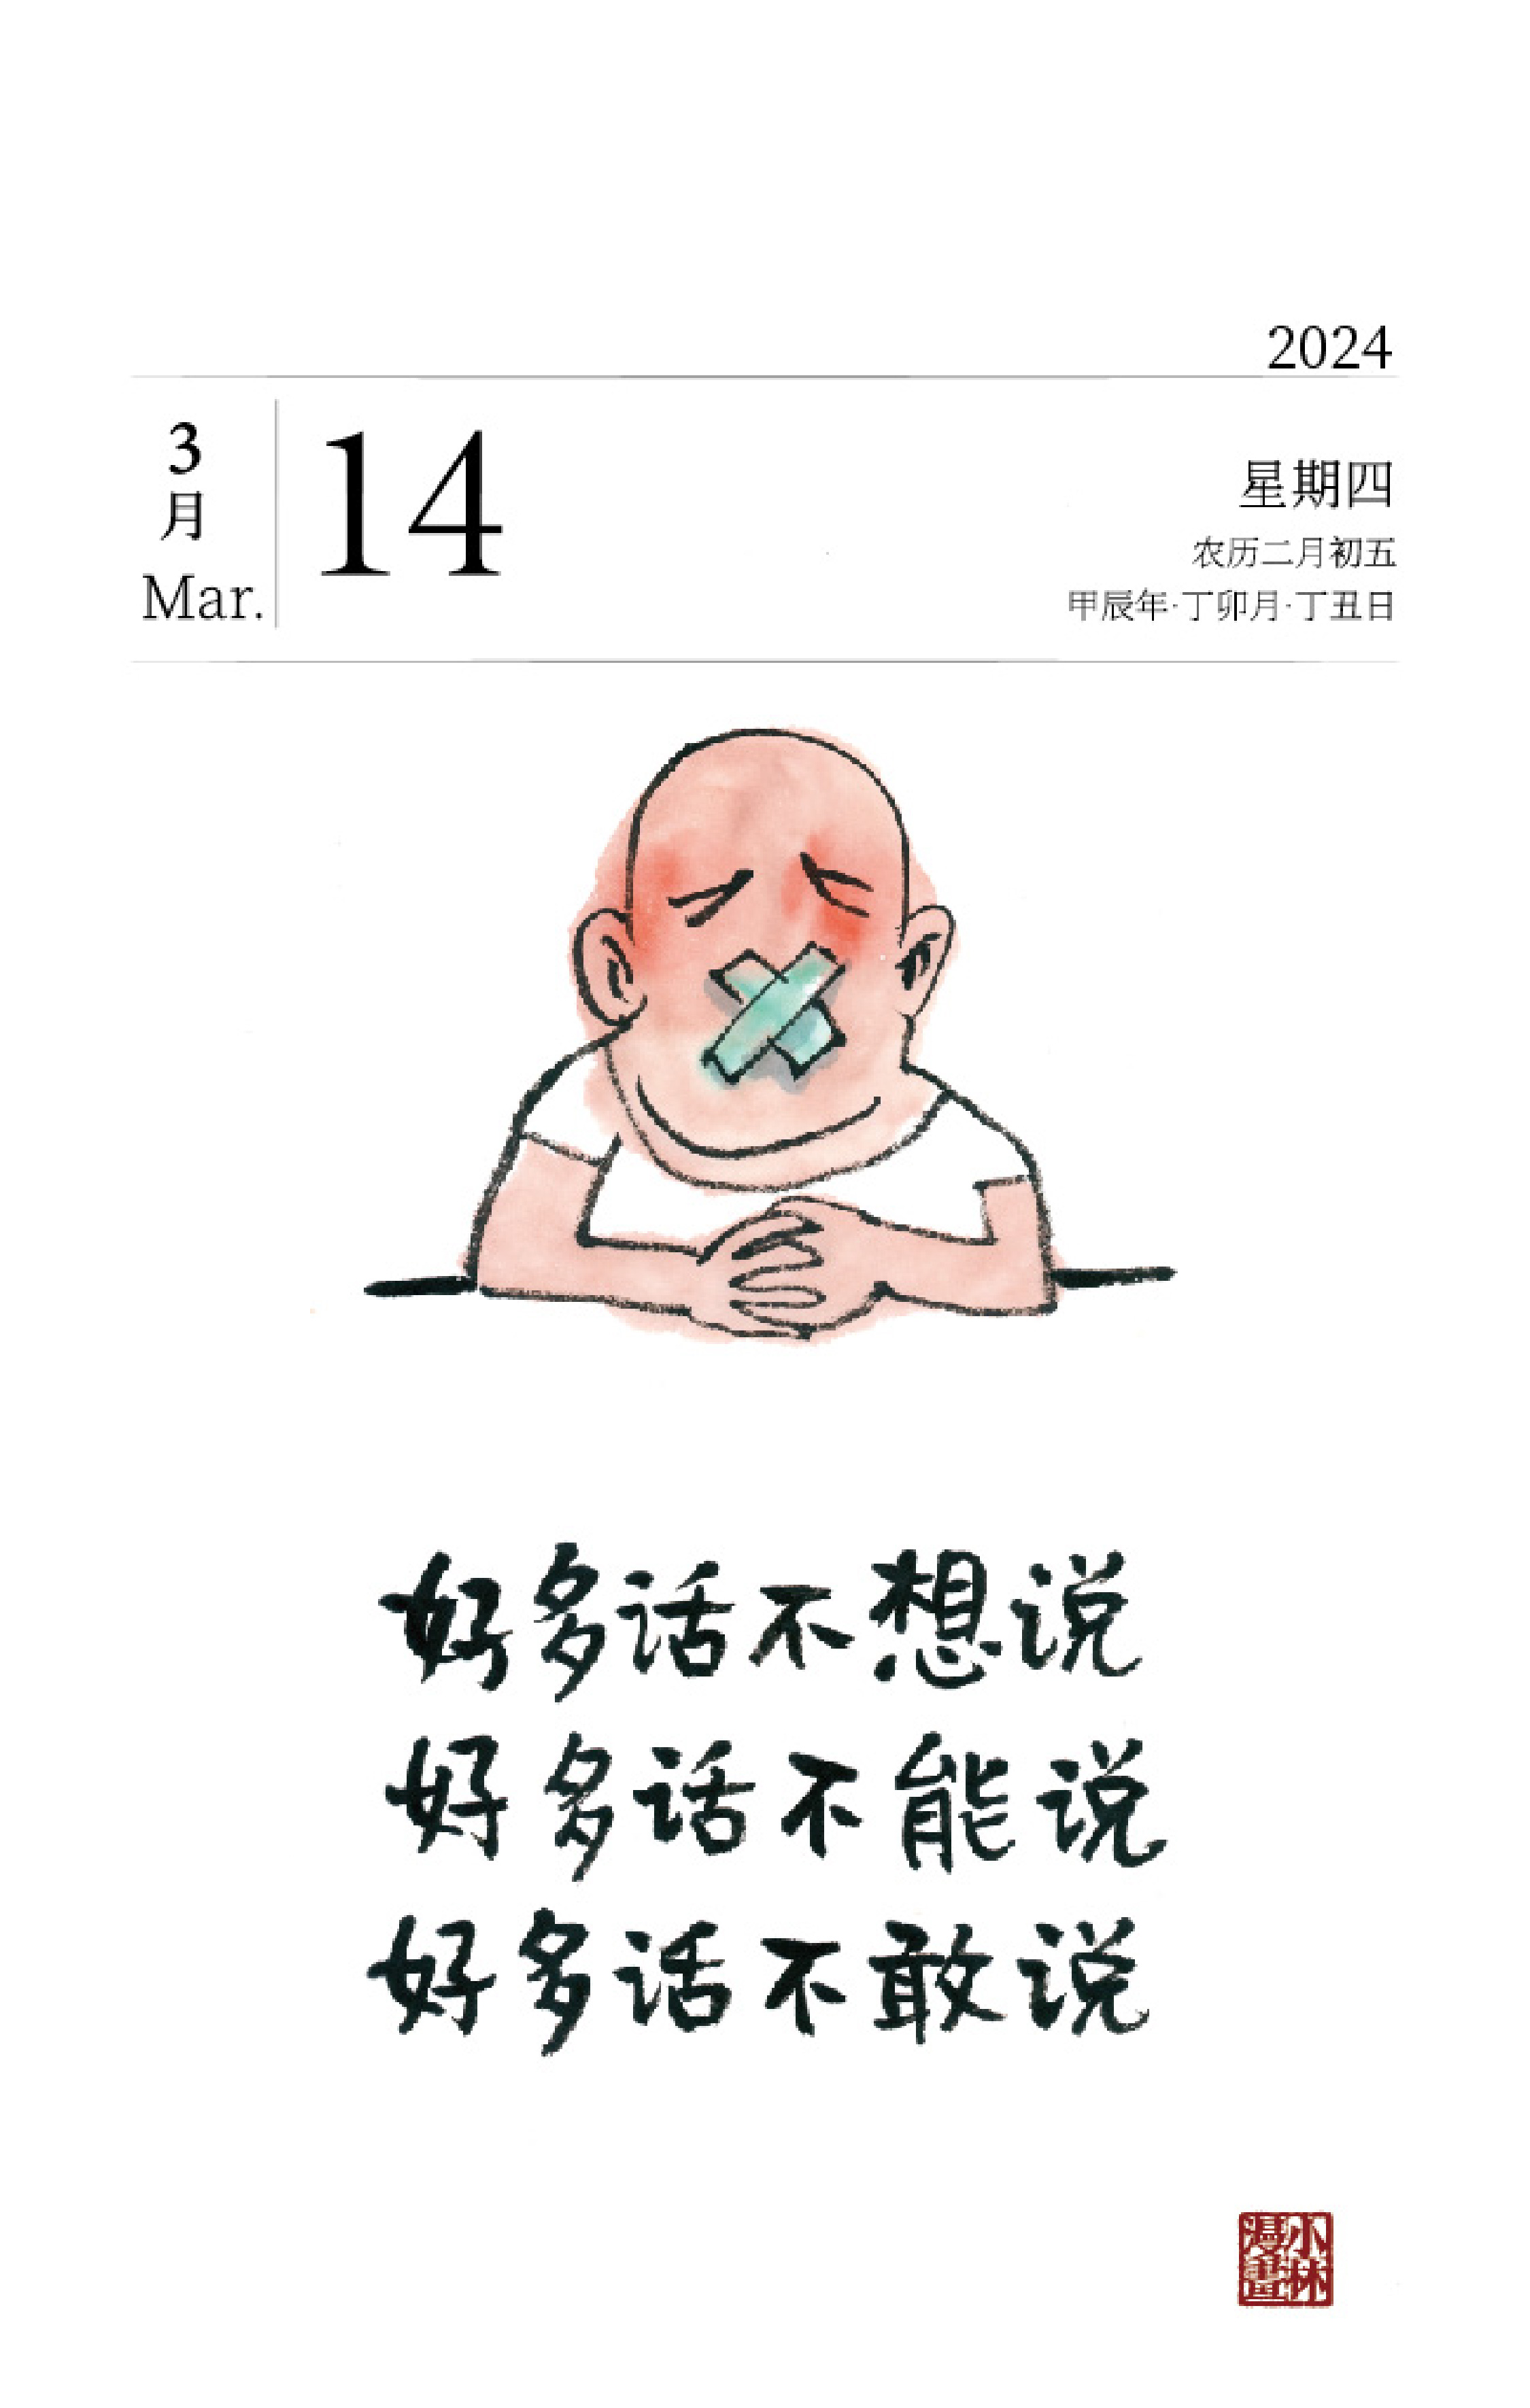 2024
3
月
Mar.
14
星期四
农历二月初五
甲辰年·丁卯月·丁丑日
好多话不想说
好多话不能说
好多话不敢说
小林
漫畫